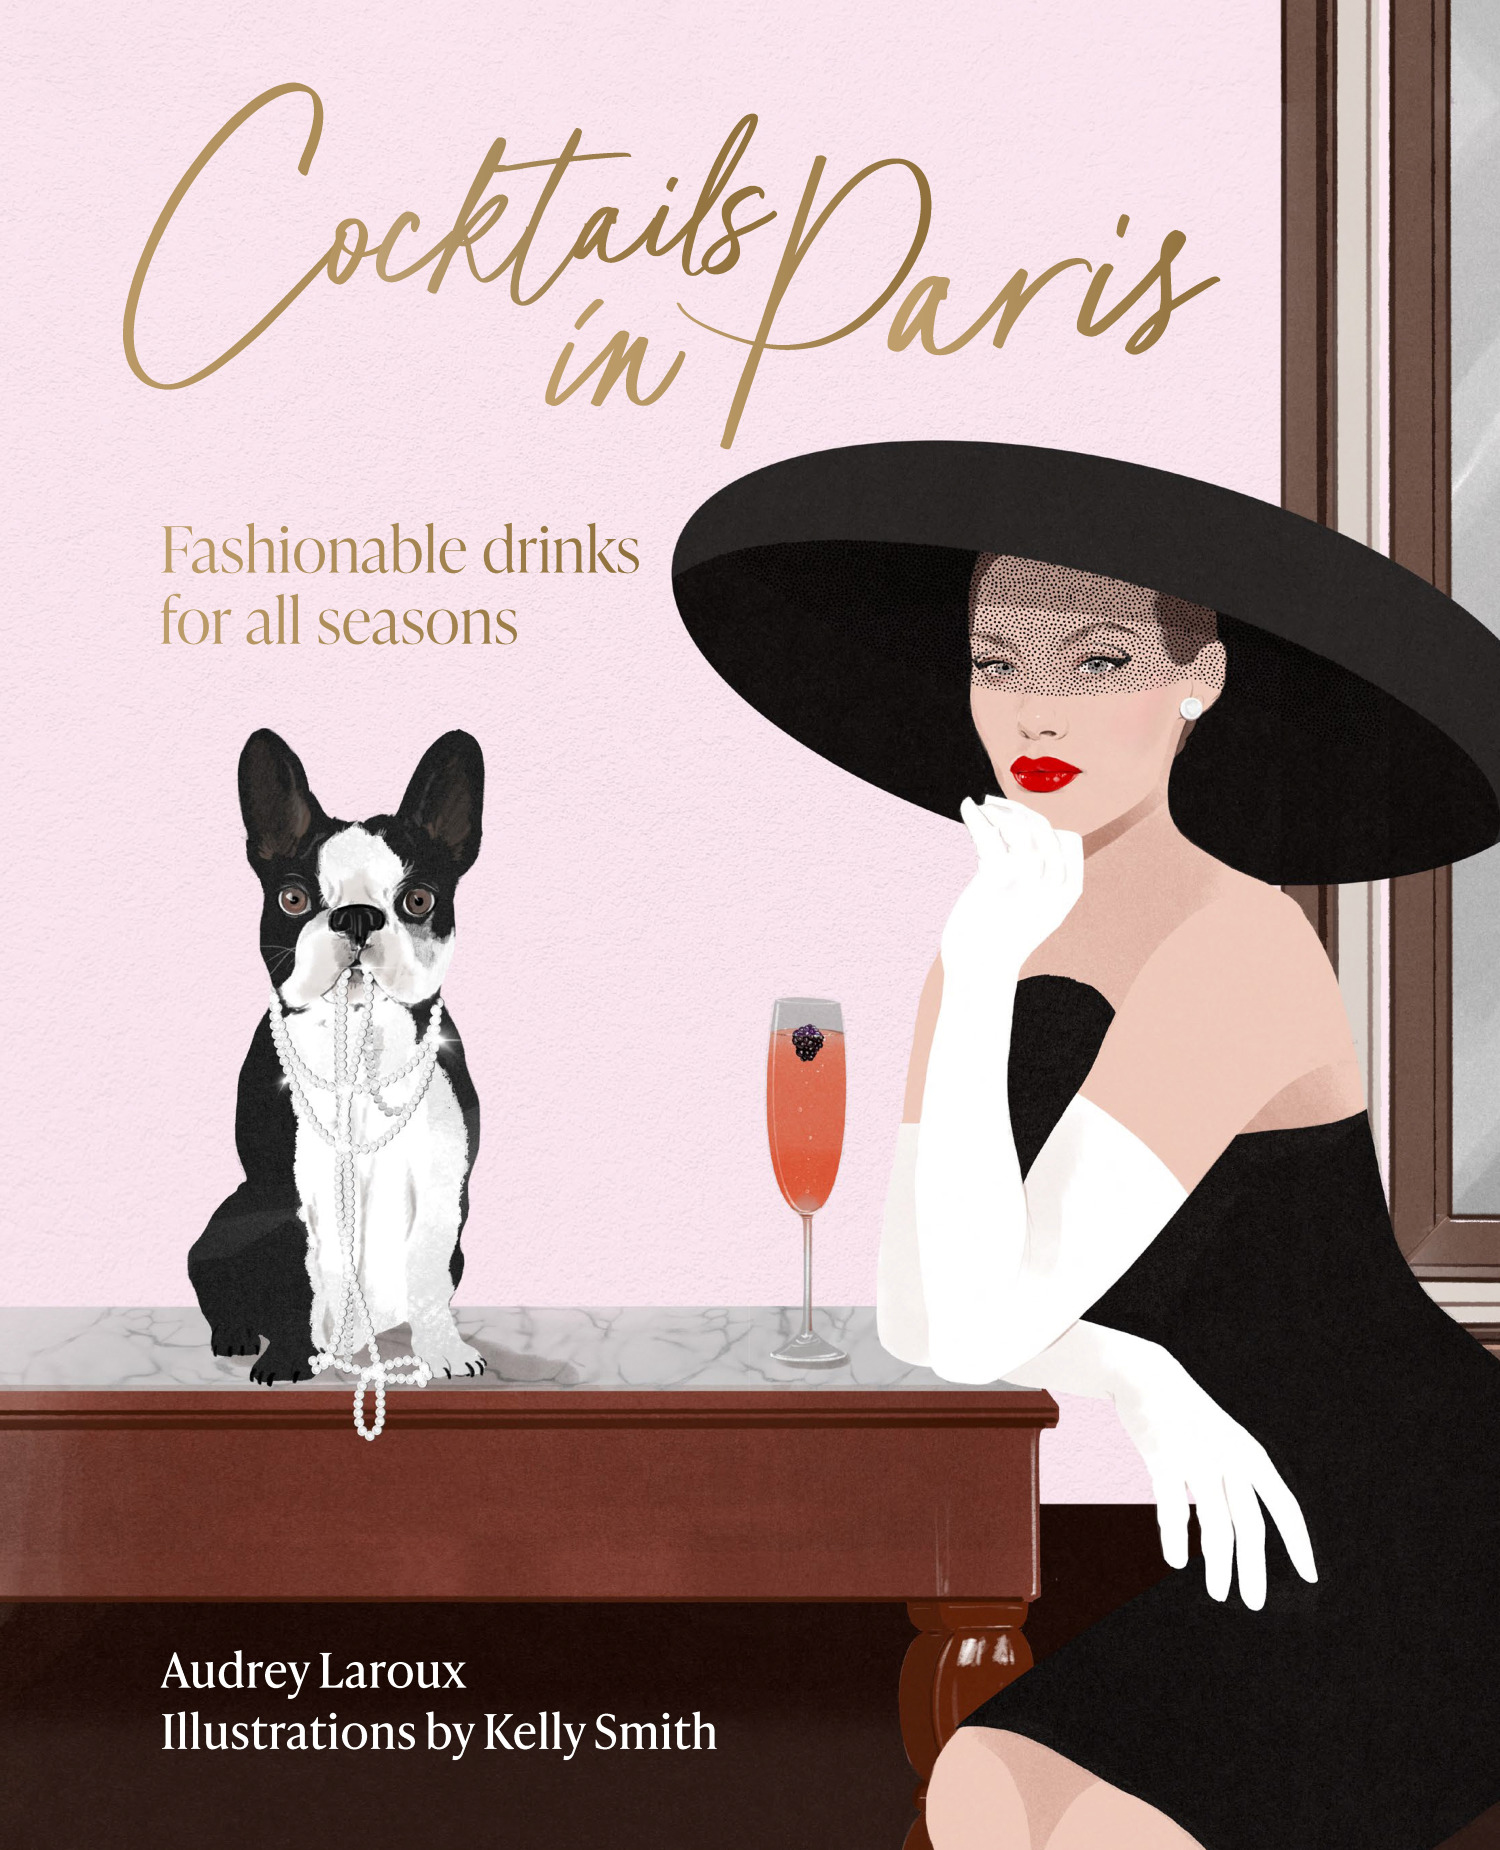 Cocktails
in Paris
Fashionable drinks
for all seasons
Audrey Laroux
Illustrations by Kelly Smith